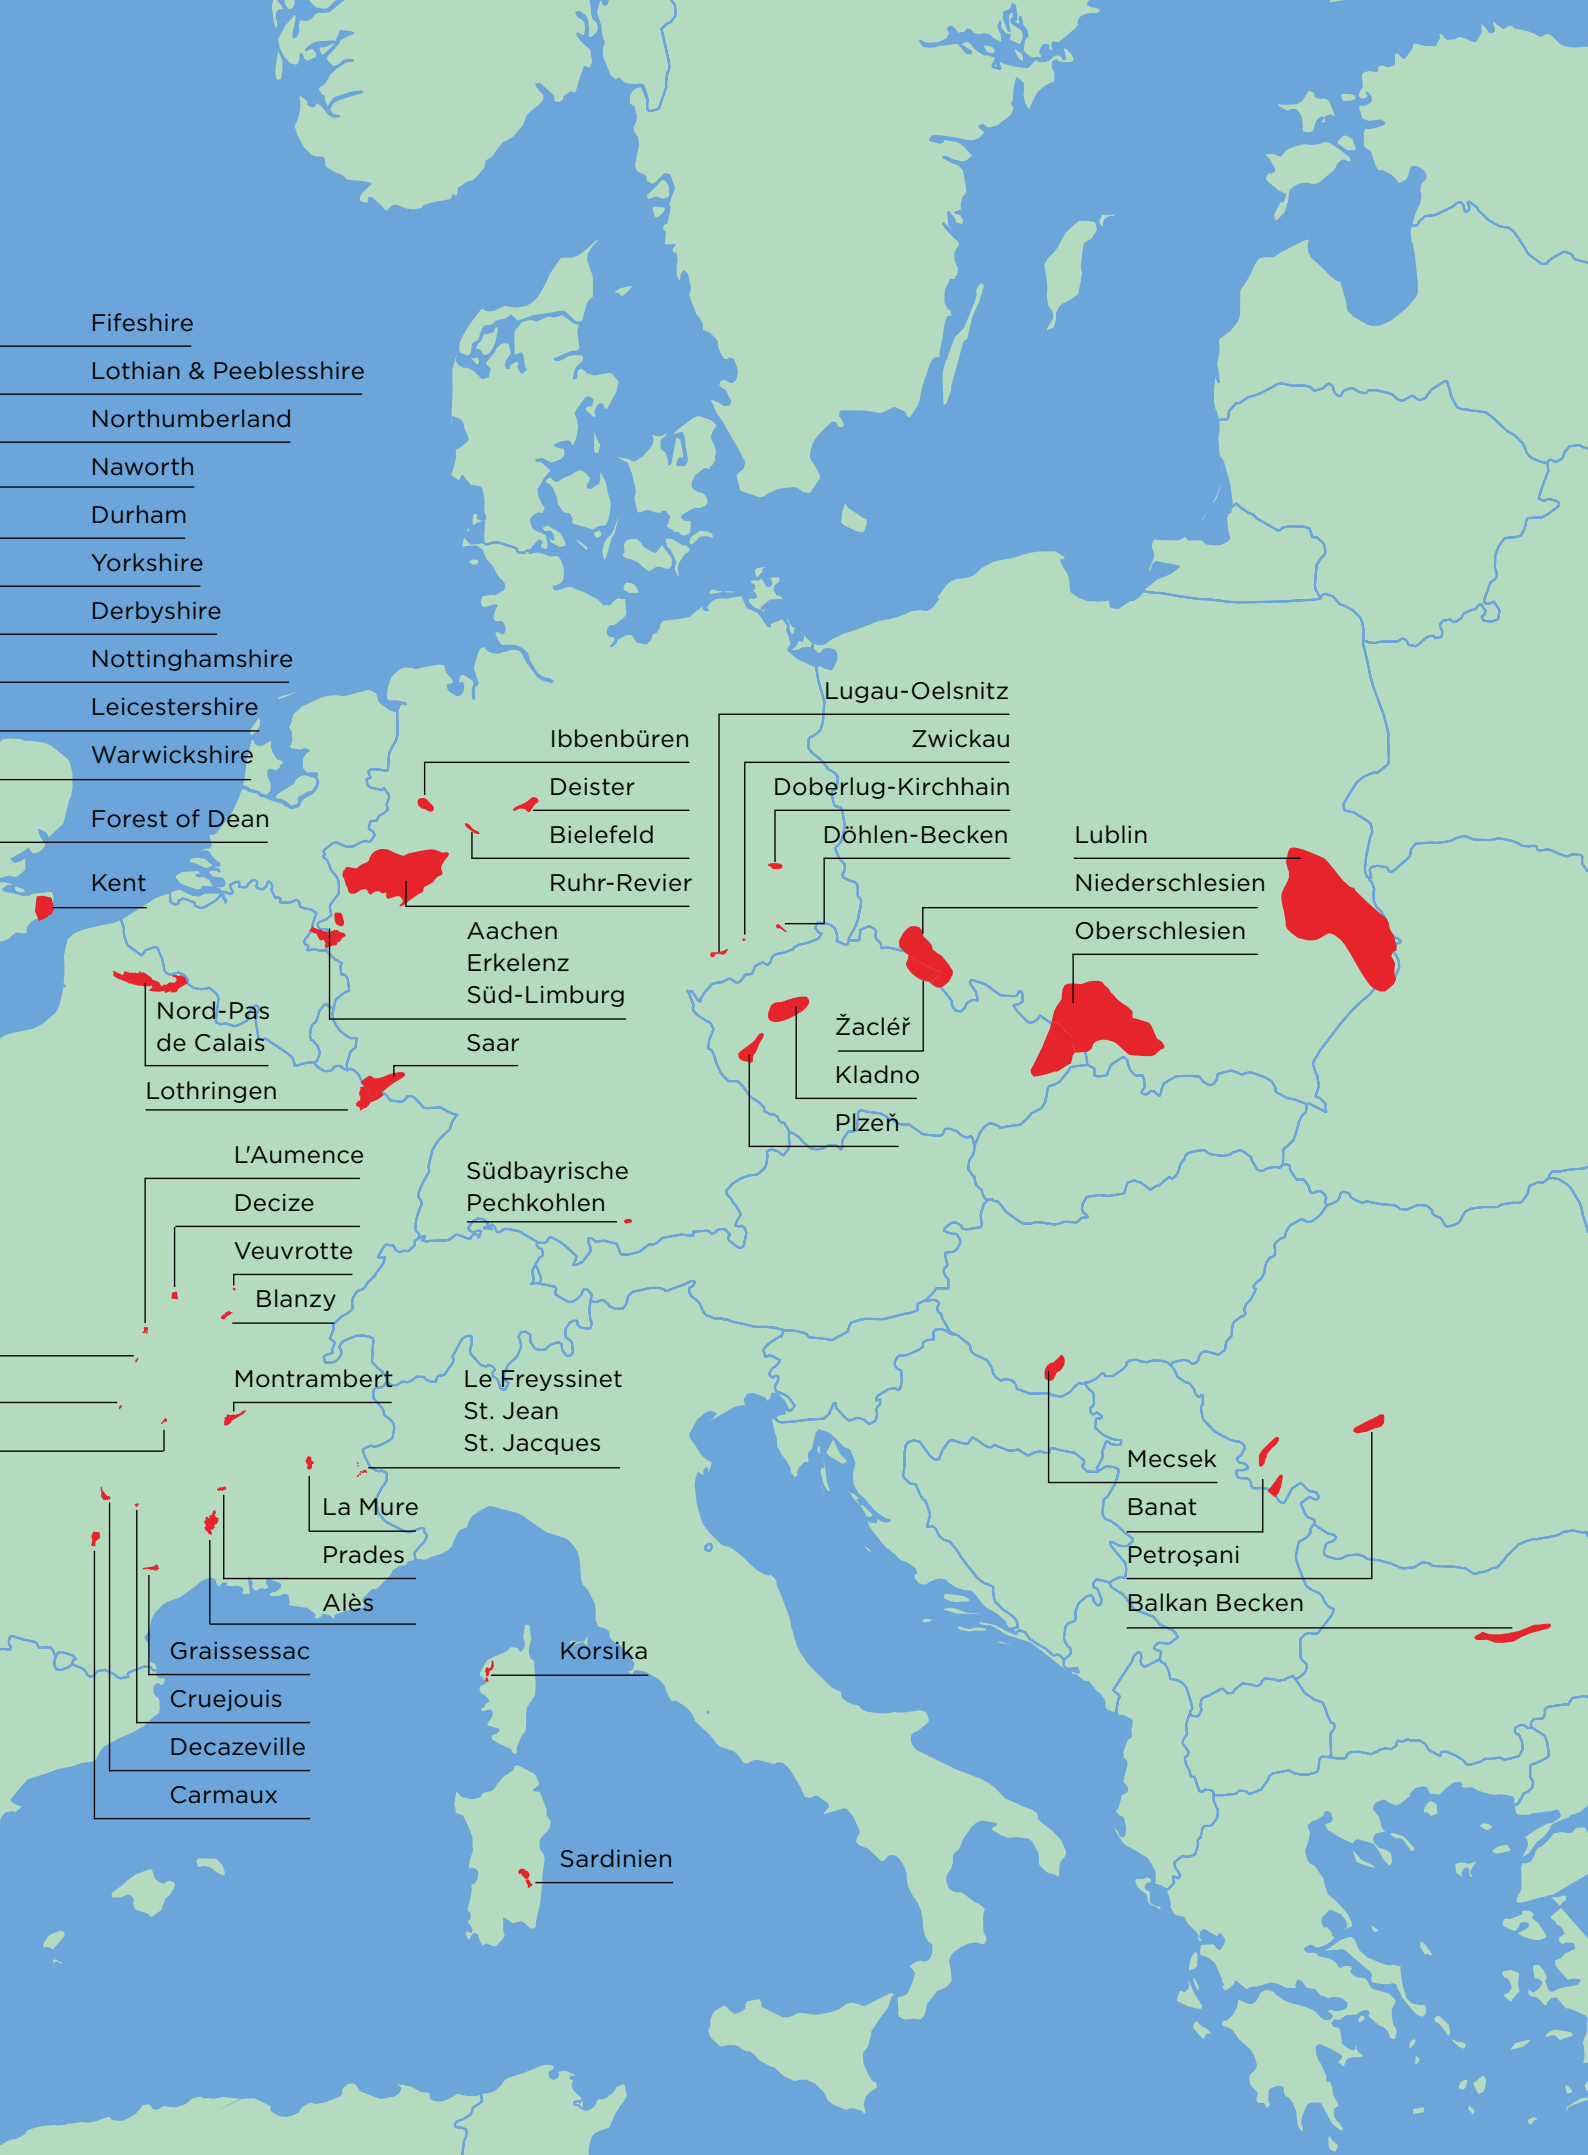 Fifeshire
Lothian & Peeblesshire
Northumberland
Naworth
Durham
Yorkshire
Derbyshire
Nottinghamshire
Leicestershire
Warwickshire
Forest of Dean
Kent
Ibbenbüren
Deister
Bielefeld
Ruhr-Revier
Aachen
Erkelenz
Süd-Limburg
Saar
Lugau-Oelsnitz
Zwickau
Doberlug-Kirchhain
Döhlen-Becken
Lublin
Niederschlesien
Oberschlesien
Nord-Pas
de Calais
Lothringen
Žacléř
Kladno
Plzeň
L'Aumence
Decize
Veuvrotte
Blanzy
Südbayrische
Pechkohlen
Montrambert
Le Freyssinet
St. Jean
St. Jacques
La Mure
Prades
Alès
Graissessac
Cruejouis
Decazeville
Carmaux
Korsika
Sardinien
Mecsek
Banat
Petroşani
Balkan Becken